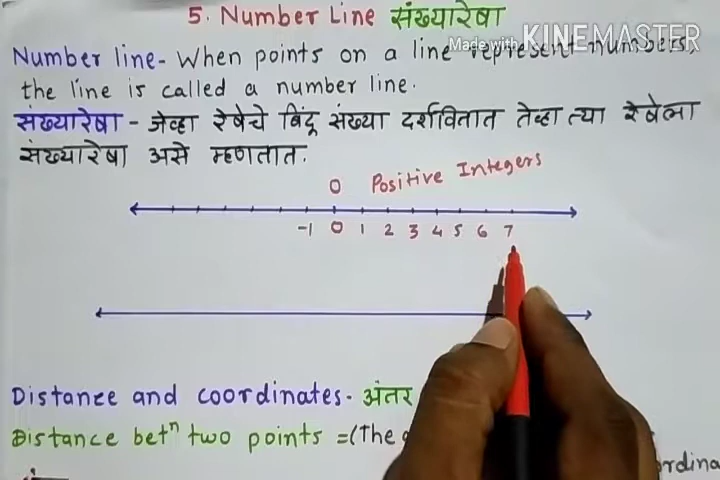 5. Number Line संख्यारेषा
Made with KINEMASTER
Number line - When points on a line represent numbers,
the line is called a number line.
संख्यारेषा - जेव्हा रेषेचे बिंदू संख्या दर्शवितात तेव्हा त्या रेषेला
संख्यारेषा असे म्हणतात.
0 Positive Integers
-1 0 1 2 3 4 5 6 7
Distance and coordinates - अंतर
Distance betⁿ two points = (The